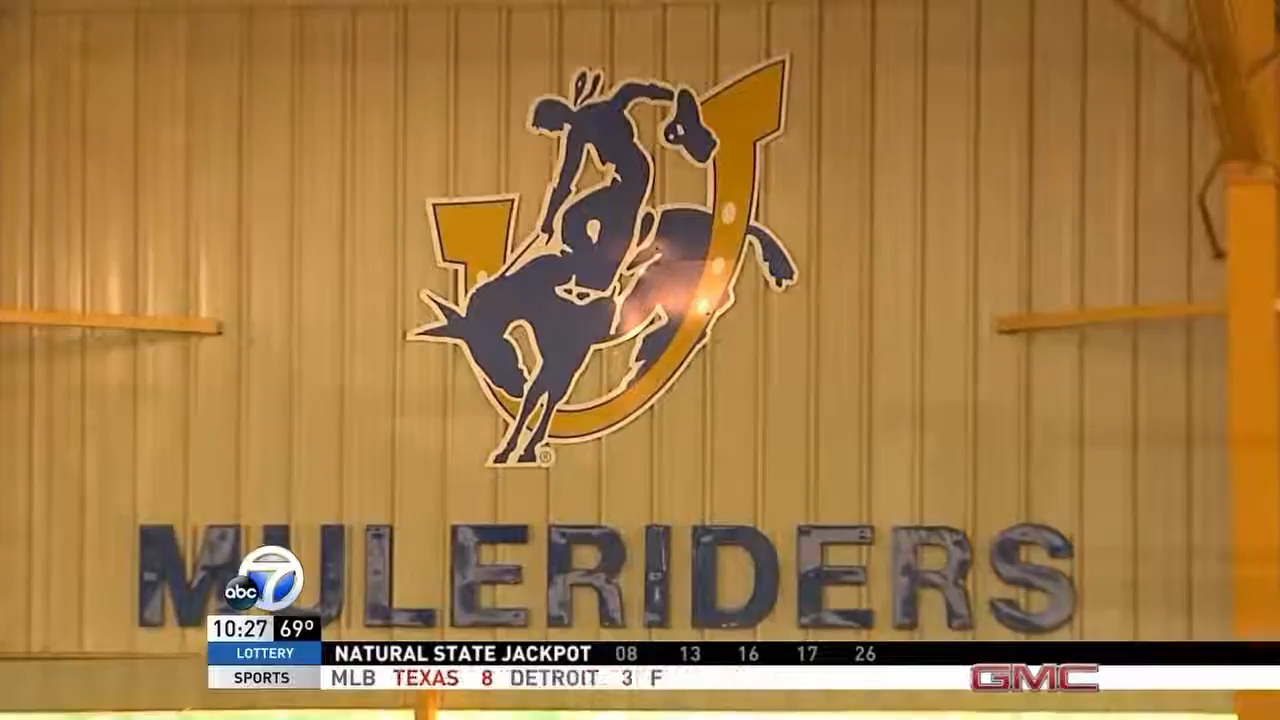 MULERIDERS
abc 7
10:27 69°
LOTTERY NATURAL STATE JACKPOT 08 13 16 17 26
SPORTS MLB TEXAS 8 DETROIT 3 F
GMC